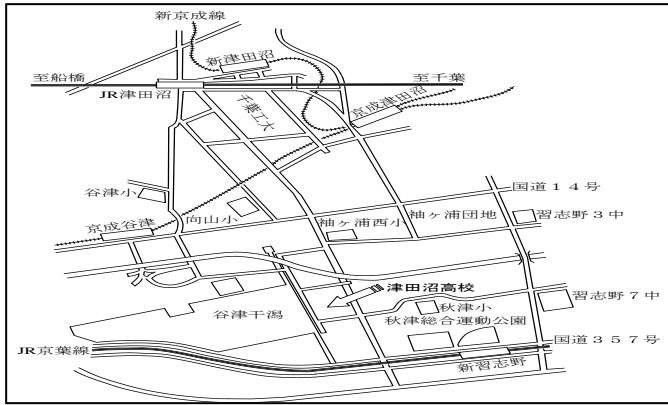 新京成線
新津田沼
至船橋
至千葉
JR津田沼
千葉工大
京成津田沼
谷津小
国道１４号
向山小
袖ヶ浦西小
袖ヶ浦団地
習志野３中
京成谷津
津田沼高校
谷津干潟
秋津小
習志野７中
秋津総合運動公園
JR京葉線
国道３５７号
新習志野